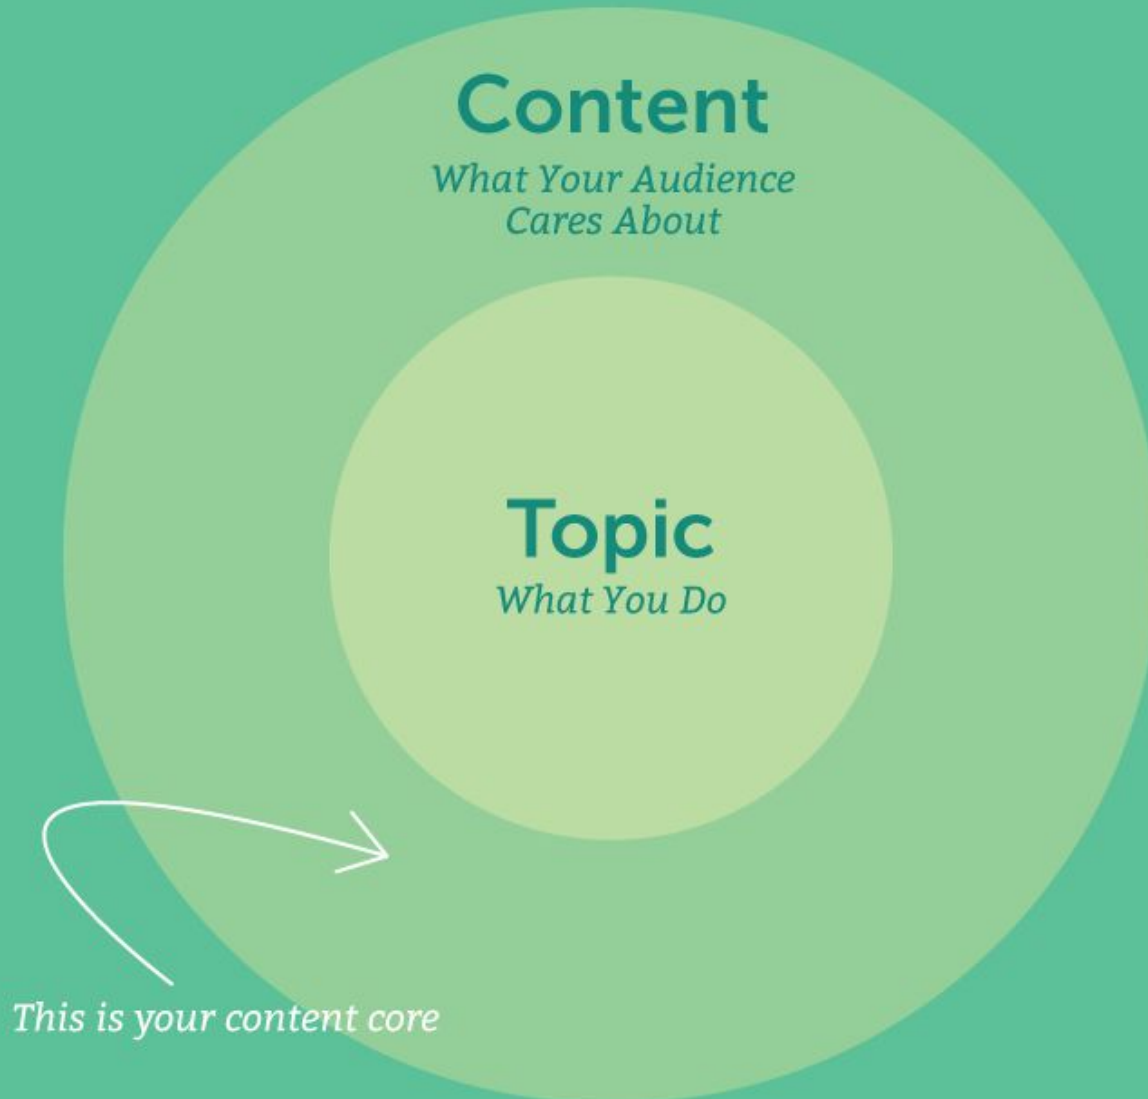 Content
What Your Audience
Cares About
Topic
What You Do
This is your content core